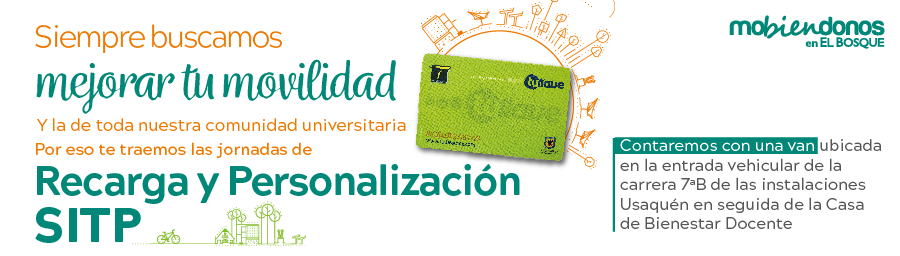 Siempre buscamos
mejorar tu movilidad
Y la de toda nuestra comunidad universitaria
Por eso te traemos las jornadas de
Recarga y Personalización
SITP
mobiendonos
en EL BOSQUE
Contaremos con una van ubicada
en la entrada vehicular de la
carrera 7ªB de las instalaciones
Usaquén en seguida de la Casa
de Bienestar Docente